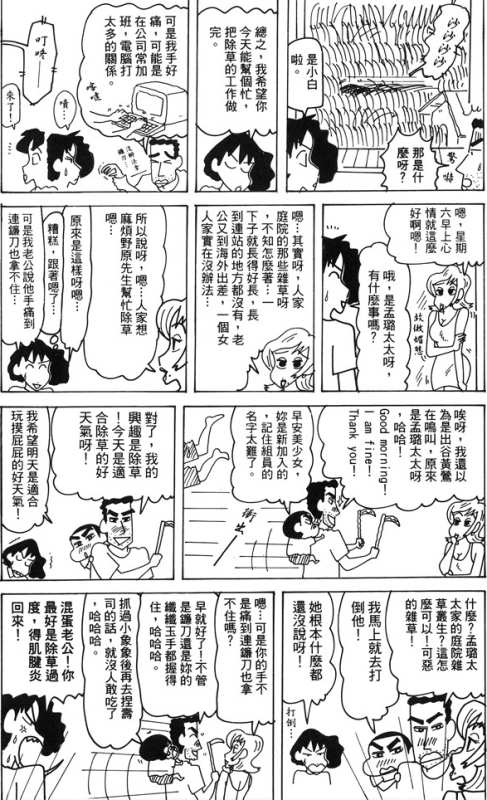 沙沙沙沙
是小白啦。
那是什麼呀?
總之,我希望你
今天能幫個忙,
把除草的工作做
完。
可是我手好
痛,可能是
在公司常加
班,電腦打
太多的關係。
嘖…
叮咚
來了!
嗯,星期
六早上心
情就這麼
好啊嗯!
故做媚態
哦,是孟璐太太呀,
有什麼事嗎?
嗯…其實呀,人家
庭院的那些雜草呀
,不知怎麼著…一
下子就長得好長,長
到連站的地方都沒有,老
公又到海外出差,一個女
人家實在沒辦法…
所以說呀,嗯…人家想
麻煩野原先生幫忙除草
嗯…
原來是這樣呀嗯…
糟糕,跟著嗯了…
可是我老公說他手痛到
連鐮刀也拿不住…
唉呀,我還以
為是出谷黃鶯
在鳴叫,原來
是孟璐太太呀
,哈哈!
Good morning!
I am fine!
Thank you~!
早安美少女,
妳是新加入的
,記住組員的
名字太難了。
衝出
對了,我的
興趣是除草
!今天是適
合除草的好
天氣呀!
我希望明天是適合
玩摸屁屁的好天氣!
什麼?孟璐太
太家的庭院雜
草叢生?這怎
麼可以!可惡
的雜草!
我馬上就去打
倒他!
她根本什麼都
還沒說呀!
打倒…
嗯…可是你的手不
是痛到連鐮刀也拿
不住嗎?
早就好了!不管
是鐮刀還是妳的
纖纖玉手都握得
住,哈哈哈。
抓過小象象後再去捏壽
司的話,就沒人敢吃了
,哈哈哈。
混蛋老公!你
最好是除草過
度,得肌腱炎
回來!